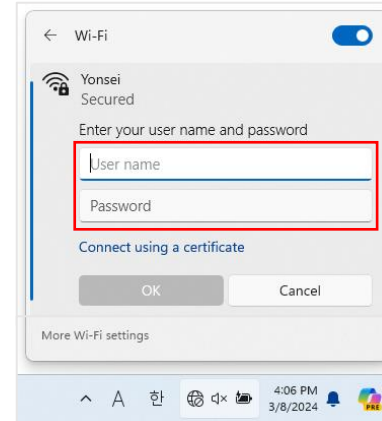 Wi-Fi
Yonsei
Secured
Enter your user name and password
User name
Password
Connect using a certificate
OK
Cancel
More Wi-Fi settings
A 한 4:06 PM
3/8/2024
PRE